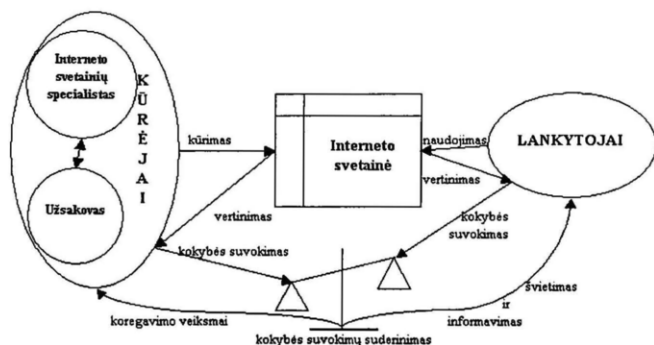 Interneto
svetainių
specialistas
KŪRĖJAI
Užsakovas
kūrimas
Interneto
svetainė
naudojimas
vertinimas
LANKYTOJAI
vertinimas
kokybės suvokimas
kokybės
suvokimas
koregavimo veiksmai
švietimas
ir
informavimas
kokybės suvokimų suderinimas